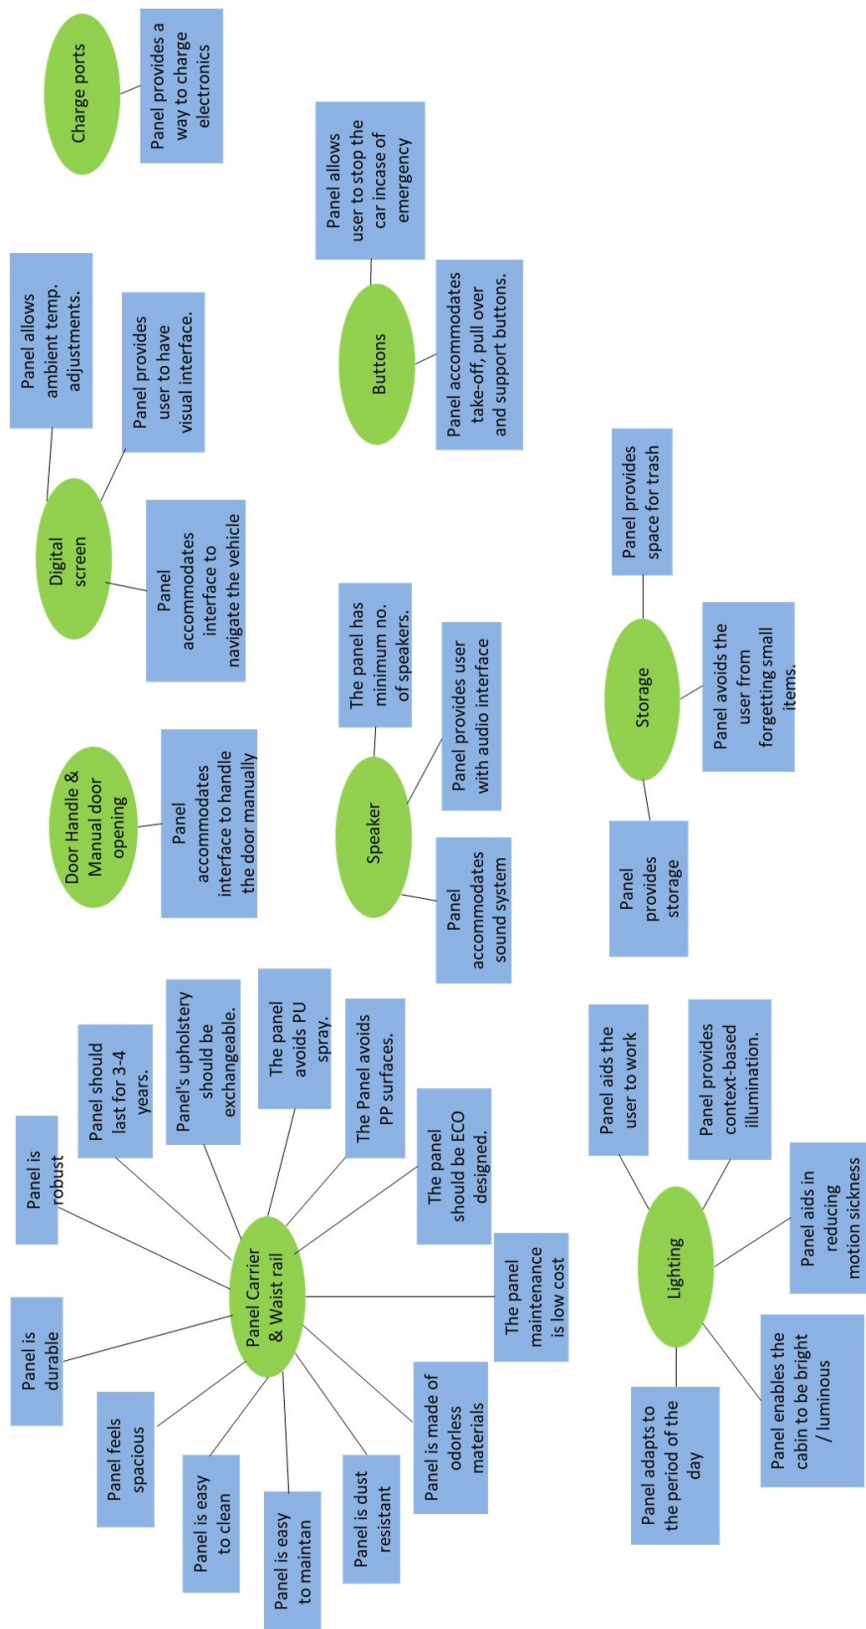 Panel is
durable
Panel is
robust
Panel should
last for 3-4
years.
Panel's upholstery
should be
exchangeable.
The panel
avoids PU
spray.
The Panel avoids
PP surfaces.
The panel
should be ECO
designed.
The panel
maintenance
is low cost
Panel is made of
odorless
materials
Panel is dust
resistant
Panel is easy
to maintan
Panel is easy
to clean
Panel feels
spacious
Panel Carrier
& Waist rail
Door Handle &
Manual door
opening
Panel
accommodates
interface to handle
the door manually
Digital
screen
Panel allows
ambient temp.
adjustments.
Panel provides
user to have
visual interface.
Panel
accommodates
interface to
navigate the vehicle
Charge ports
Panel provides a
way to charge
electronics
Speaker
The panel has
minimum no.
of speakers.
Panel provides user
with audio interface
Panel
accommodates
sound system
Buttons
Panel allows
user to stop the
car incase of
emergency
Panel accommodates
take-off, pull over
and support buttons.
Lighting
Panel aids the
user to work
Panel provides
context-based
illumination.
Panel aids in
reducing
motion sickness
Panel enables the
cabin to be bright
/ luminous
Panel adapts to
the period of the
day
Storage
Panel
provides
storage
Panel avoids the
user from
forgetting small
items.
Panel provides
space for trash